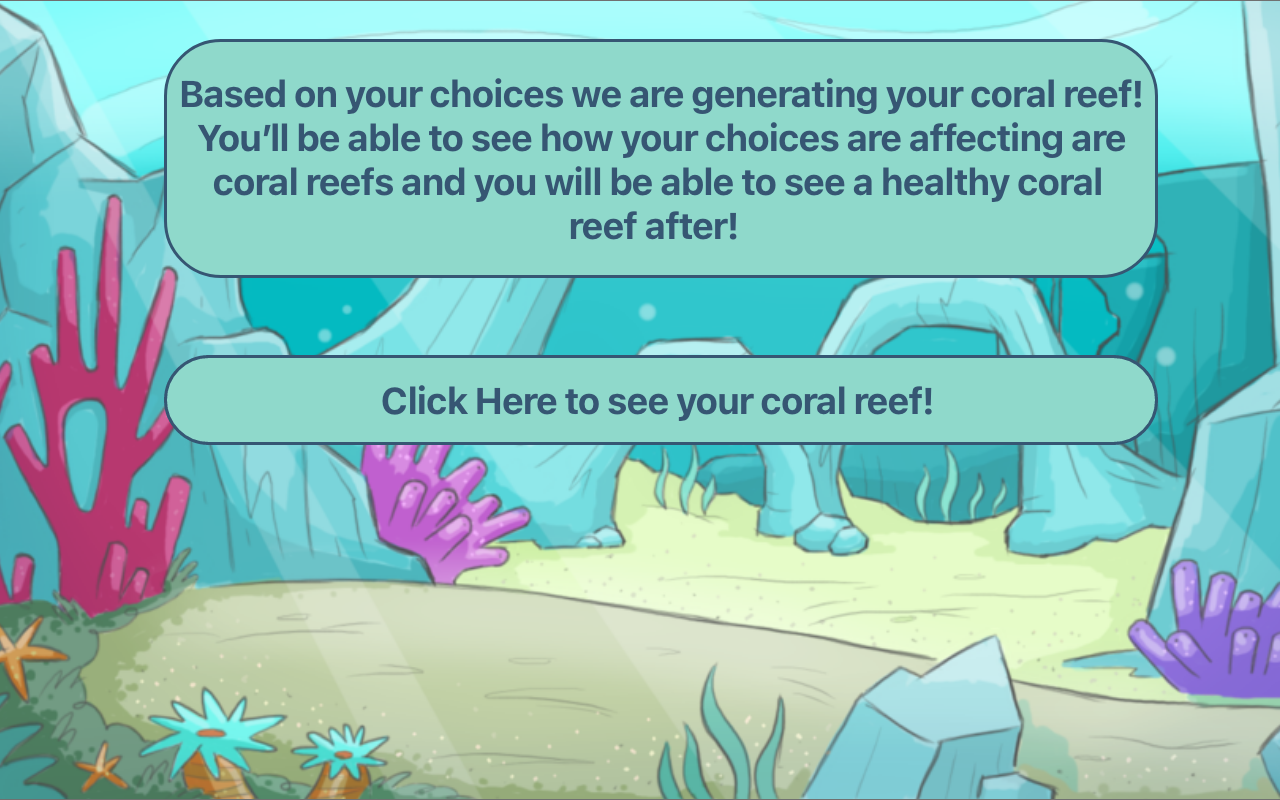 Based on your choices we are generating your coral reef!
You’ll be able to see how your choices are affecting are
coral reefs and you will be able to see a healthy coral
reef after!
Click Here to see your coral reef!